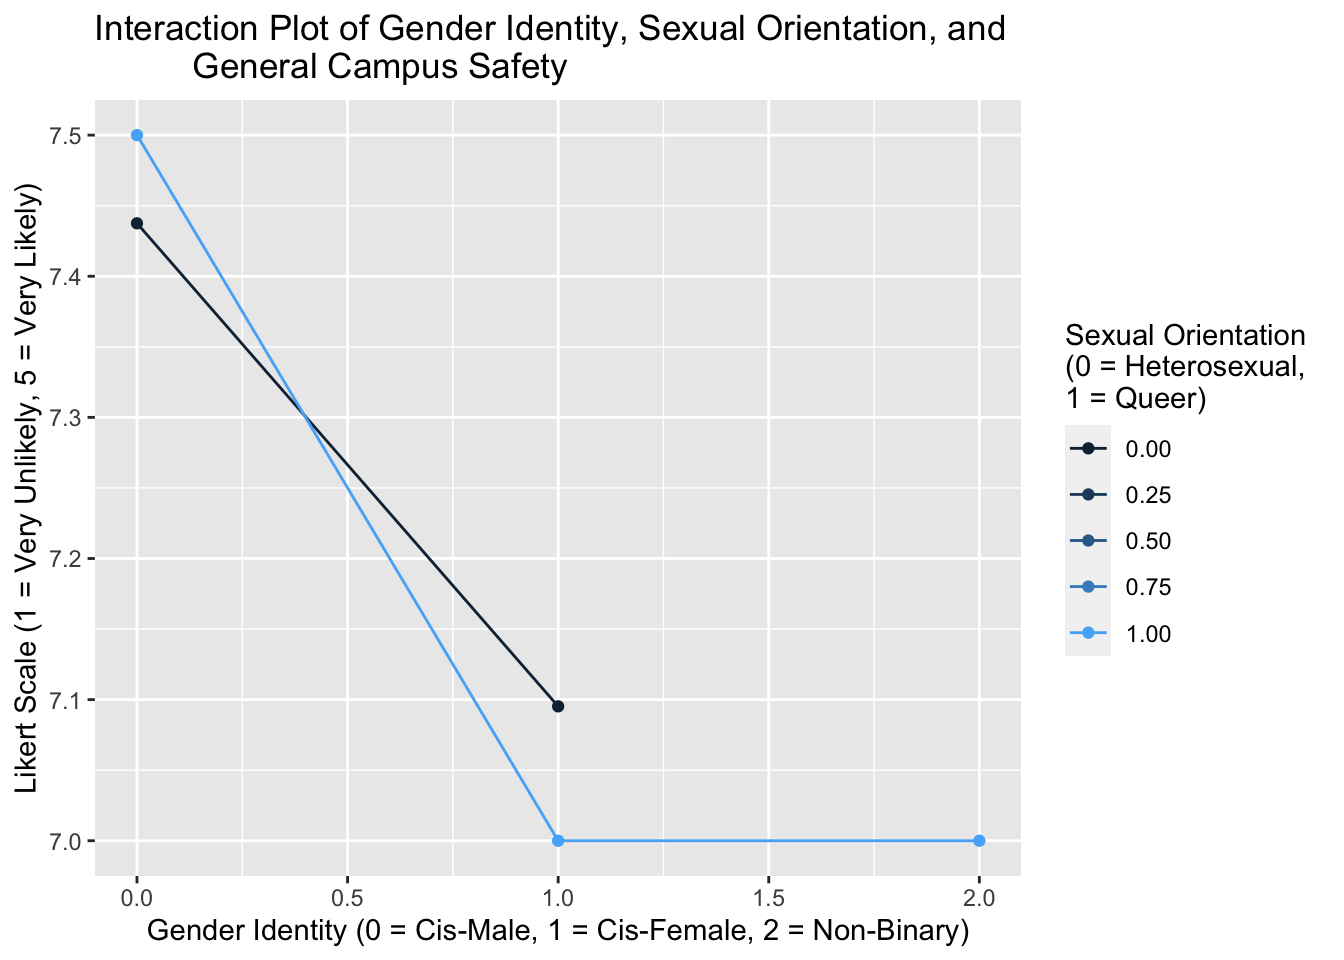 Interaction Plot of Gender Identity, Sexual Orientation, and
General Campus Safety
Likert Scale (1 = Very Unlikely, 5 = Very Likely)
7.5
7.4
7.3
7.2
7.1
7.0
0.0
0.5
1.0
1.5
2.0
Gender Identity (0 = Cis-Male, 1 = Cis-Female, 2 = Non-Binary)
Sexual Orientation
(0 = Heterosexual,
1 = Queer)
0.00
0.25
0.50
0.75
1.00